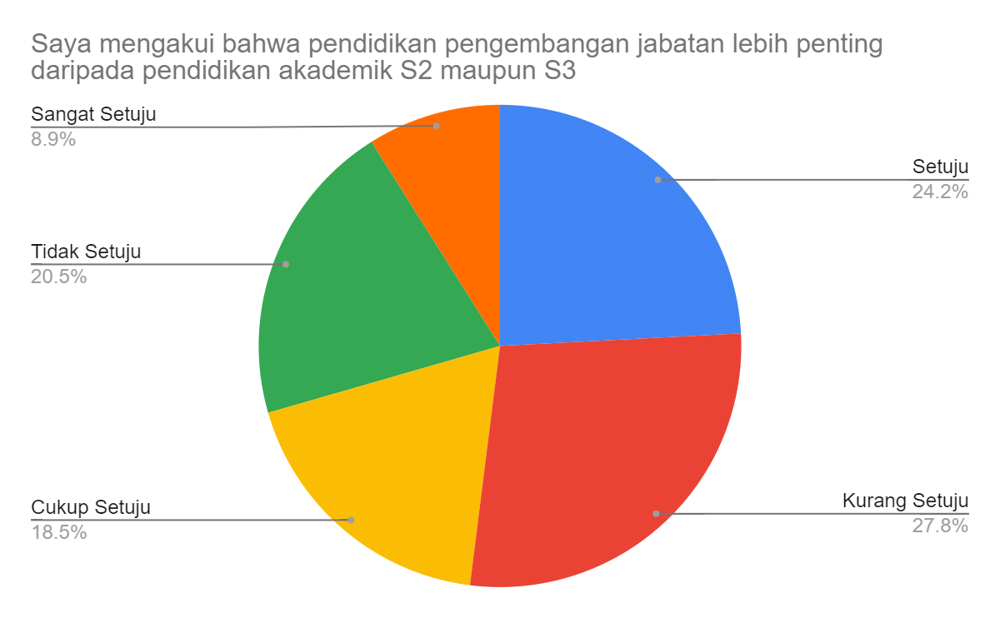 Saya mengakui bahwa pendidikan pengembangan jabatan lebih penting
daripada pendidikan akademik S2 maupun S3
Sangat Setuju
8.9%
Setuju
24.2%
Tidak Setuju
20.5%
Cukup Setuju
18.5%
Kurang Setuju
27.8%